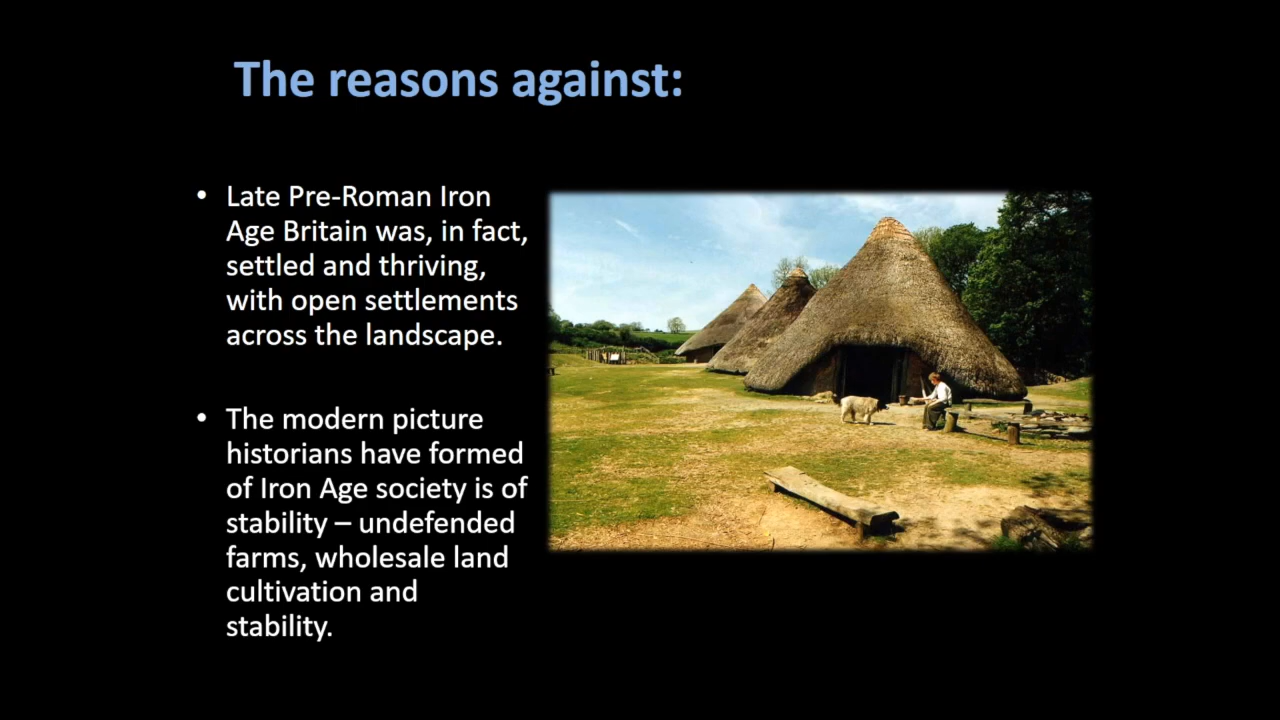 The reasons against:
• Late Pre-Roman Iron
Age Britain was, in fact,
settled and thriving,
with open settlements
across the landscape.
• The modern picture
historians have formed
of Iron Age society is of
stability – undefended
farms, wholesale land
cultivation and
stability.